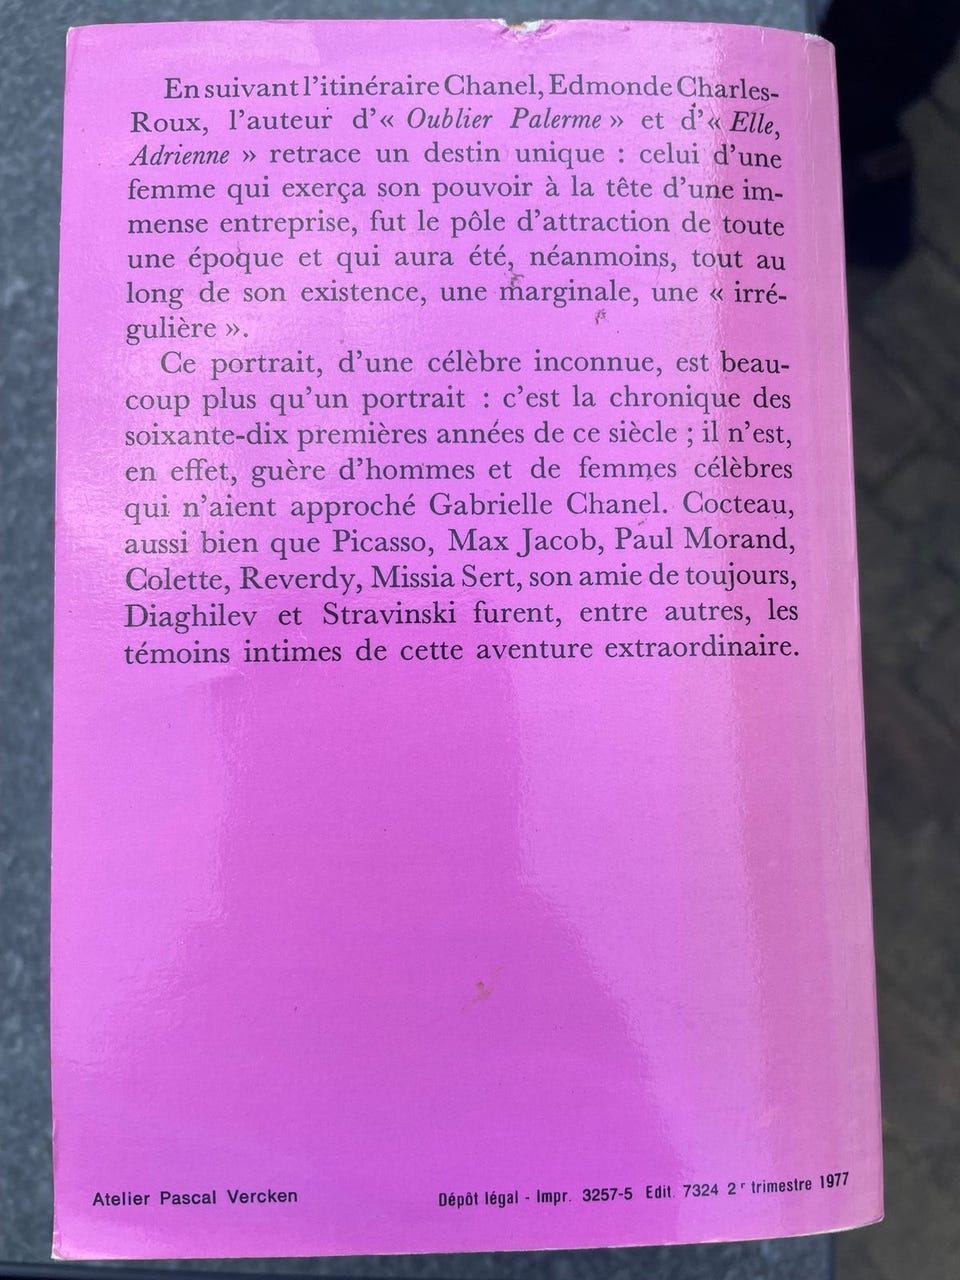 En suivant l'itinéraire Chanel, Edmonde Charles-
Roux, l'auteur d'« Oublier Palerme » et d'« Elle,
Adrienne » retrace un destin unique : celui d'une
femme qui exerça son pouvoir à la tête d'une im-
mense entreprise, fut le pôle d'attraction de toute
une époque et qui aura été, néanmoins, tout au
long de son existence, une marginale, une « irré-
gulière ».
Ce portrait, d'une célèbre inconnue, est beau-
coup plus qu'un portrait : c'est la chronique des
soixante-dix premières années de ce siècle ; il n'est,
en effet, guère d'hommes et de femmes célèbres
qui n'aient approché Gabrielle Chanel. Cocteau,
aussi bien que Picasso, Max Jacob, Paul Morand,
Colette, Reverdy, Missia Sert, son amie de toujours,
Diaghilev et Stravinski furent, entre autres, les
témoins intimes de cette aventure extraordinaire.
Atelier Pascal Vercken
Dépôt légal - Impr. 3257-5 Edit. 7324 2ʳ trimestre 1977